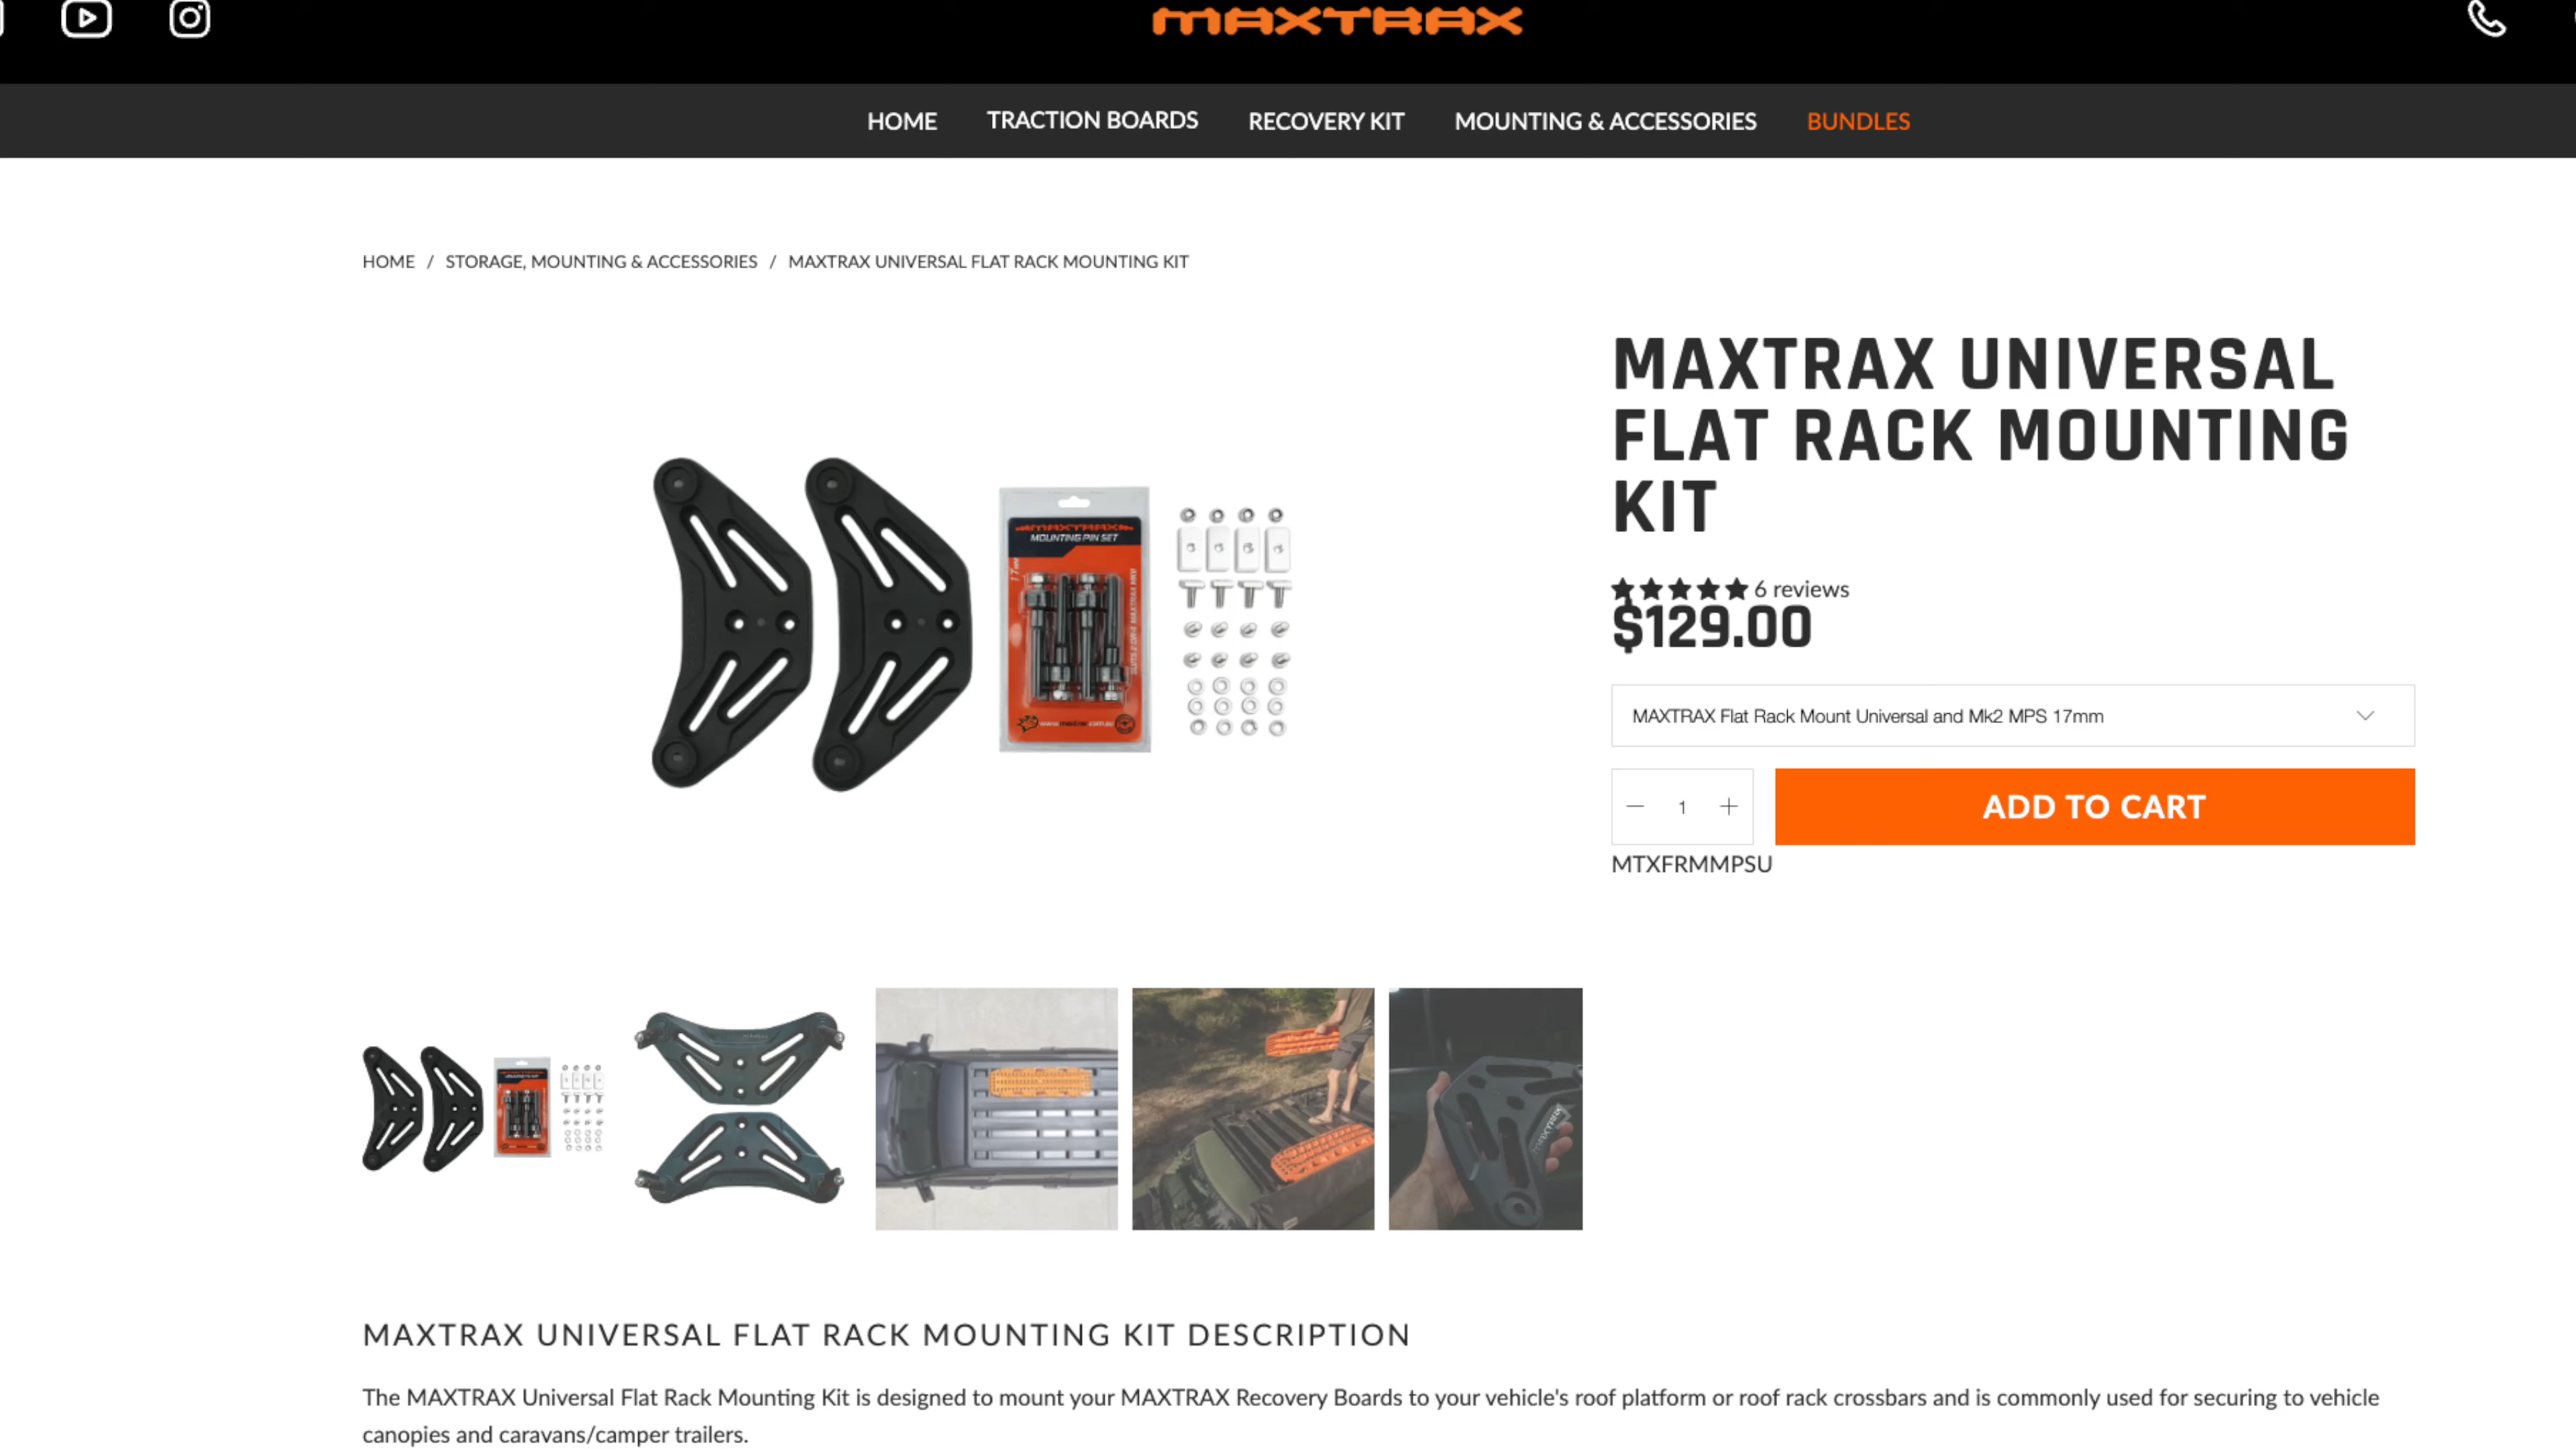 MAXTRAX
HOME TRACTION BOARDS RECOVERY KIT MOUNTING & ACCESSORIES BUNDLES
HOME / STORAGE, MOUNTING & ACCESSORIES / MAXTRAX UNIVERSAL FLAT RACK MOUNTING KIT
MAXTRAX
MOUNTING PIN SET
17mm
MAXTRAX UNIVERSAL
FLAT RACK MOUNTING
KIT
6 reviews
$129.00
MAXTRAX Flat Rack Mount Universal and Mk2 MPS 17mm
1
ADD TO CART
MTXFRMMPSU
MAXTRAX
MAXTRAX UNIVERSAL FLAT RACK MOUNTING KIT DESCRIPTION
The MAXTRAX Universal Flat Rack Mounting Kit is designed to mount your MAXTRAX Recovery Boards to your vehicle's roof platform or roof rack crossbars and is commonly used for securing to vehicle
canopies and caravans/camper trailers.